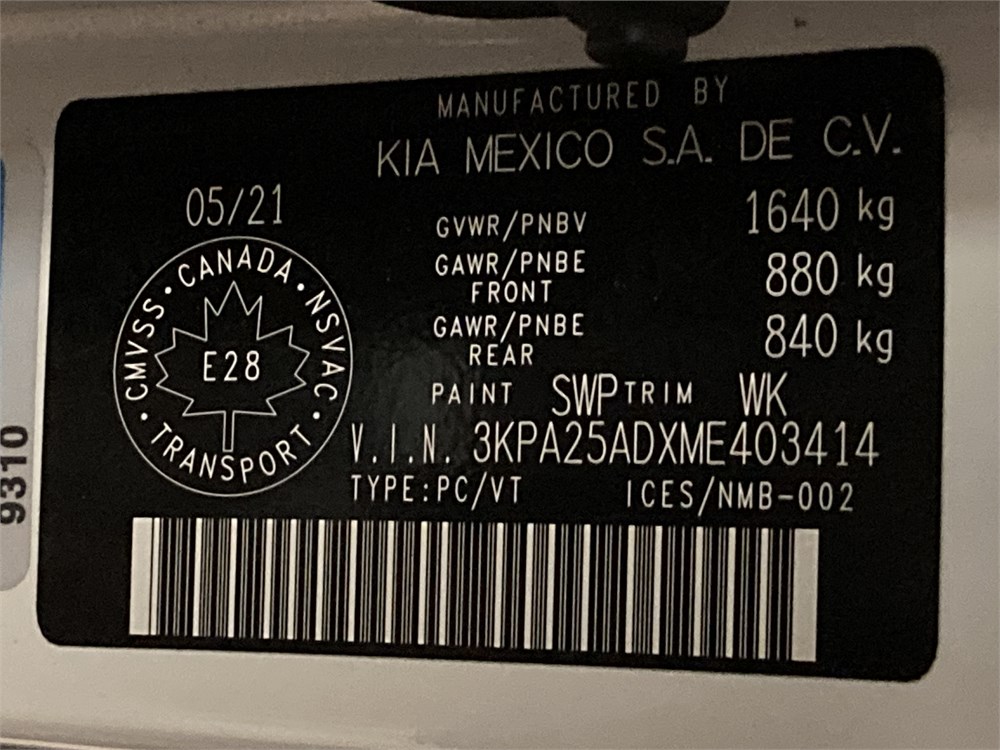 MANUFACTURED BY
KIA MEXICO S.A. DE C.V.
05/21
GVWR/PNBV 1640 kg
GAWR/PNBE FRONT 880 kg
GAWR/PNBE REAR 840 kg
CMVSS • CANADA • NSVAC • TRANSPORT •
E28
PAINT SWP TRIM WK
V.I.N. 3KPA25ADXME403414
TYPE:PC/VT ICES/NMB-002
9310